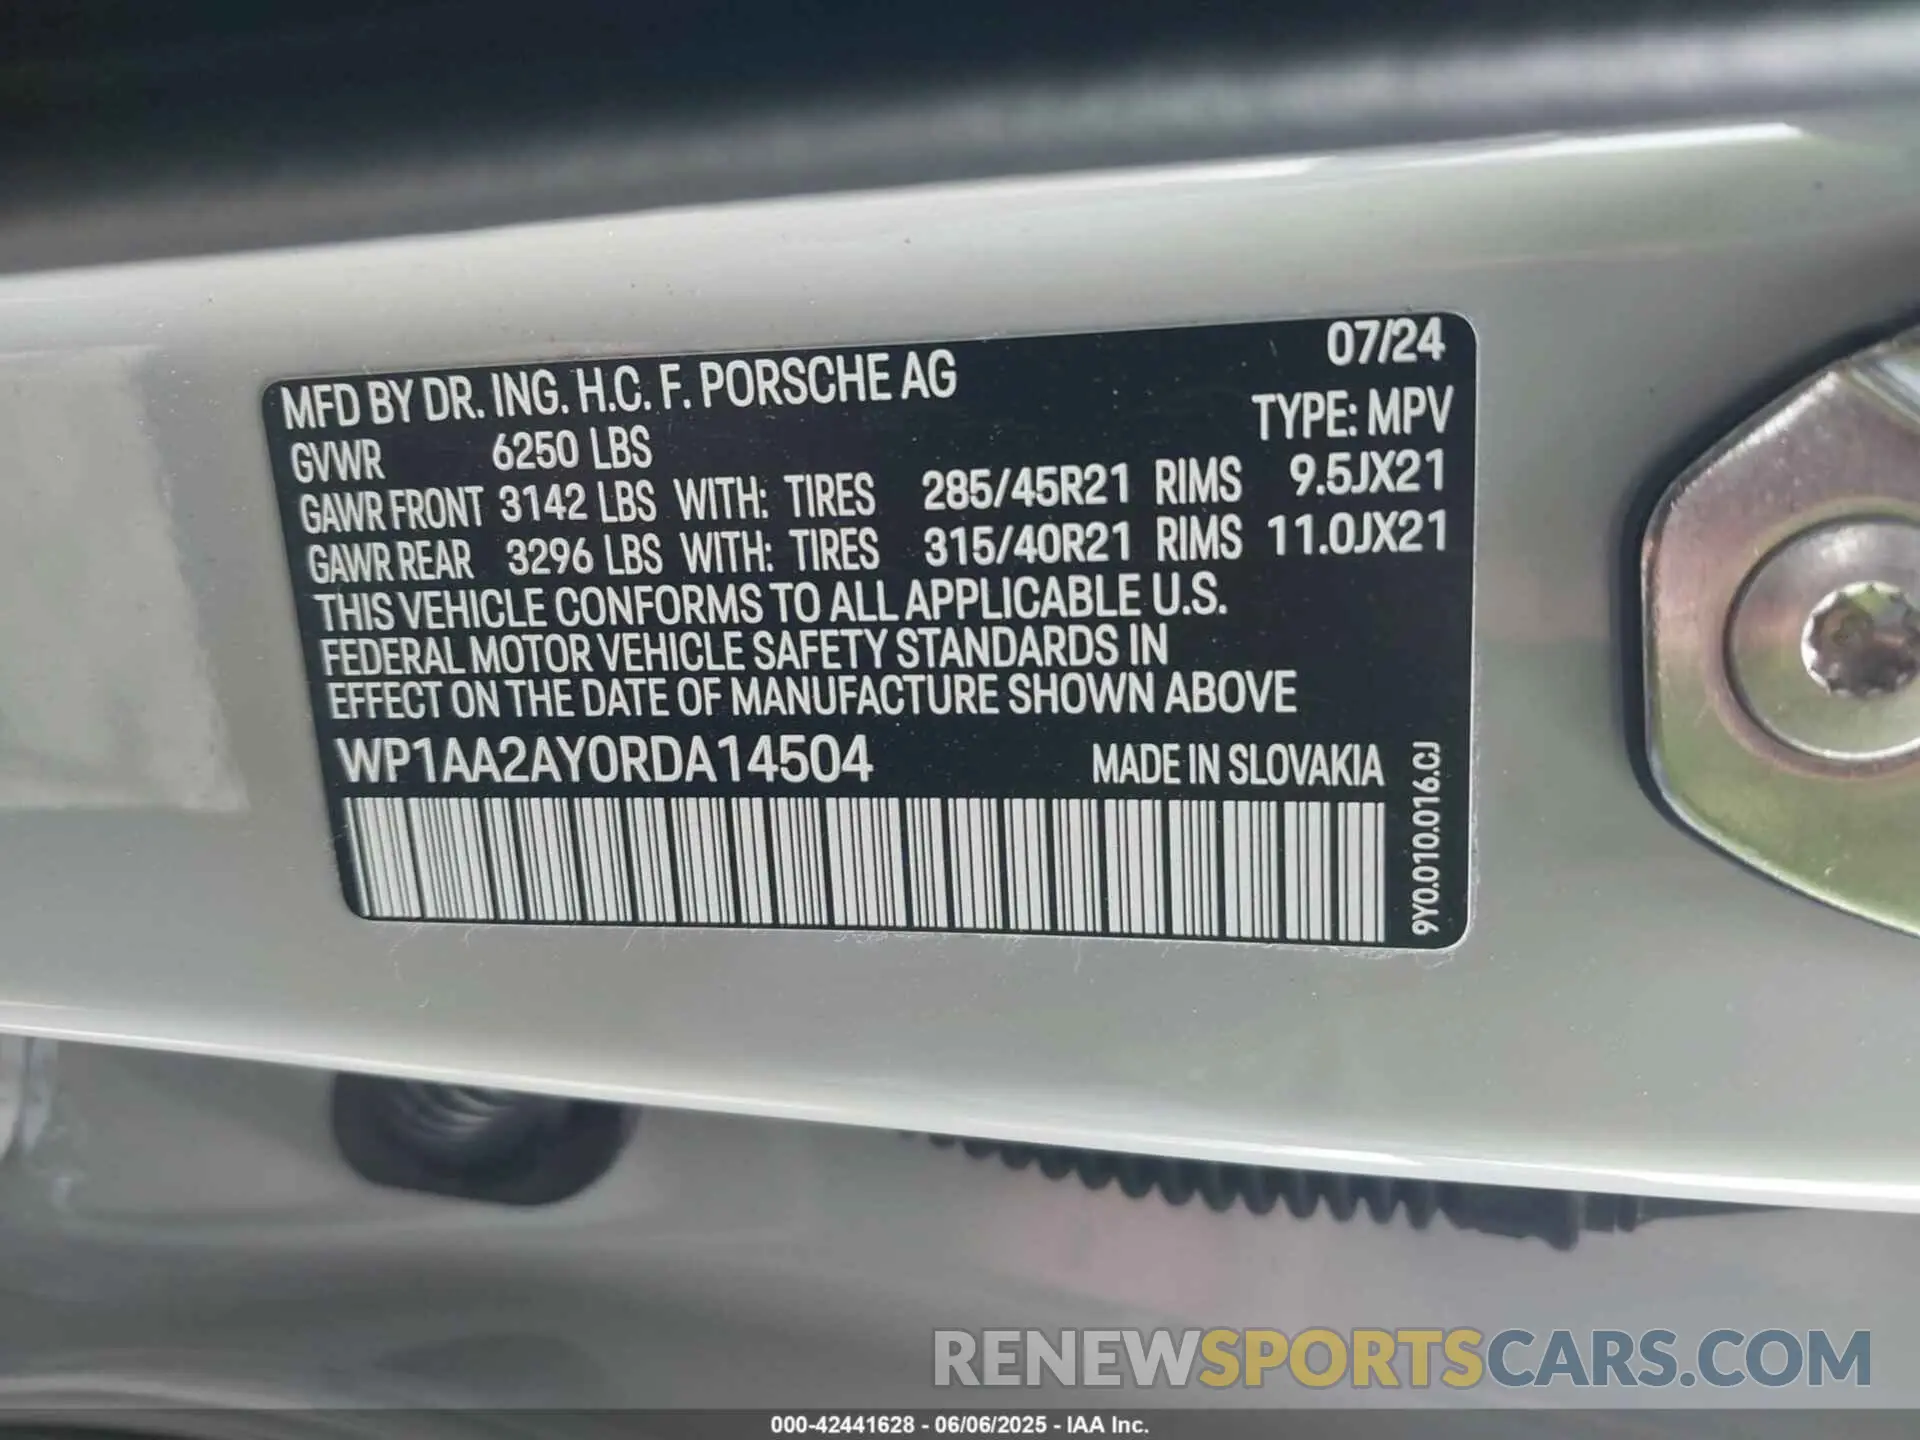 07/24
MFD BY DR. ING. H.C. F. PORSCHE AG
TYPE: MPV
GVWR 6250 LBS
GAWR FRONT 3142 LBS WITH: TIRES 285/45R21 RIMS 9.5JX21
GAWR REAR 3296 LBS WITH: TIRES 315/40R21 RIMS 11.0JX21
THIS VEHICLE CONFORMS TO ALL APPLICABLE U.S.
FEDERAL MOTOR VEHICLE SAFETY STANDARDS IN
EFFECT ON THE DATE OF MANUFACTURE SHOWN ABOVE
WP1AA2AY0RDA14504 MADE IN SLOVAKIA
9Y0.010.016.CJ
RENEWSPORTSCARS.COM
000-42441628 - 06/06/2025 - IAA Inc.